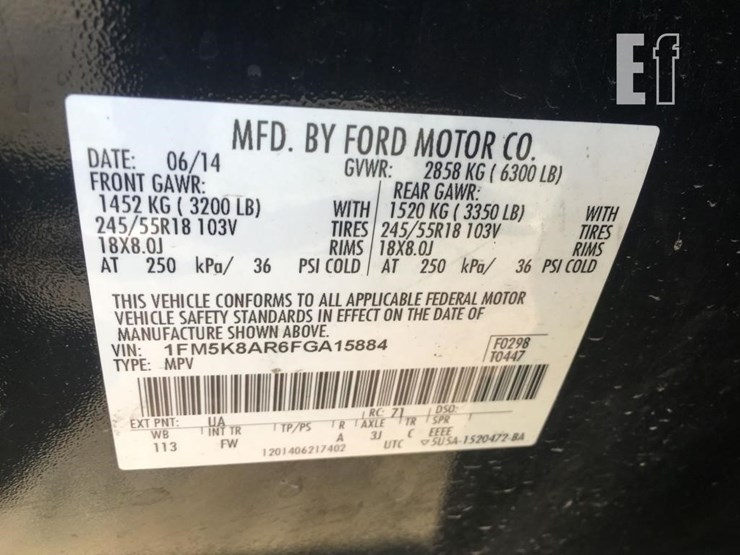 Ef
MFD. BY FORD MOTOR CO.
DATE: 06/14 GVWR: 2858 KG ( 6300 LB)
FRONT GAWR: REAR GAWR:
1452 KG ( 3200 LB) WITH 1520 KG ( 3350 LB) WITH
245/55R18 103V TIRES 245/55R18 103V TIRES
18X8.0J RIMS 18X8.0J RIMS
AT 250 kPa/ 36 PSI COLD AT 250 kPa/ 36 PSI COLD
THIS VEHICLE CONFORMS TO ALL APPLICABLE FEDERAL MOTOR
VEHICLE SAFETY STANDARDS IN EFFECT ON THE DATE OF
MANUFACTURE SHOWN ABOVE.
VIN: 1FM5K8AR6FGA15884 F0298
TYPE: MPV T0447
EXT PNT: UA RC: 71 DSO:
WB INT TR TP/PS R AXLE TR SPR
113 FW A 3J C EEEE
1201406217402 UTC 5U5A-1520472-BA